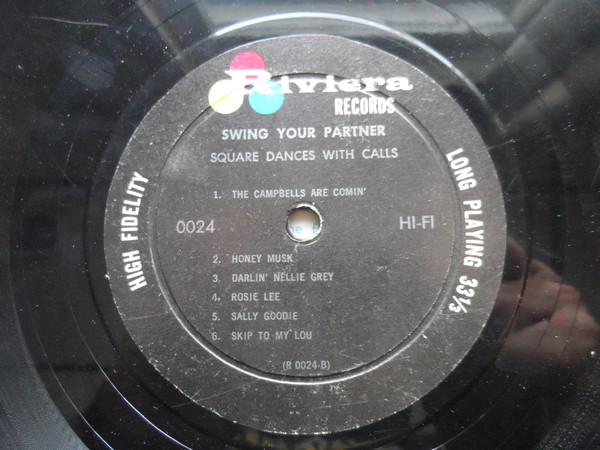 Riviera
RECORDS
SWING YOUR PARTNER
SQUARE DANCES WITH CALLS
1. THE CAMPBELLS ARE COMIN'
0024
HI-FI
2. HONEY MUSK
3. DARLIN' NELLIE GREY
4. ROSIE LEE
5. SALLY GOODIE
6. SKIP TO MY LOU
(R 0024-B)
HIGH FIDELITY
LONG PLAYING 33⅓